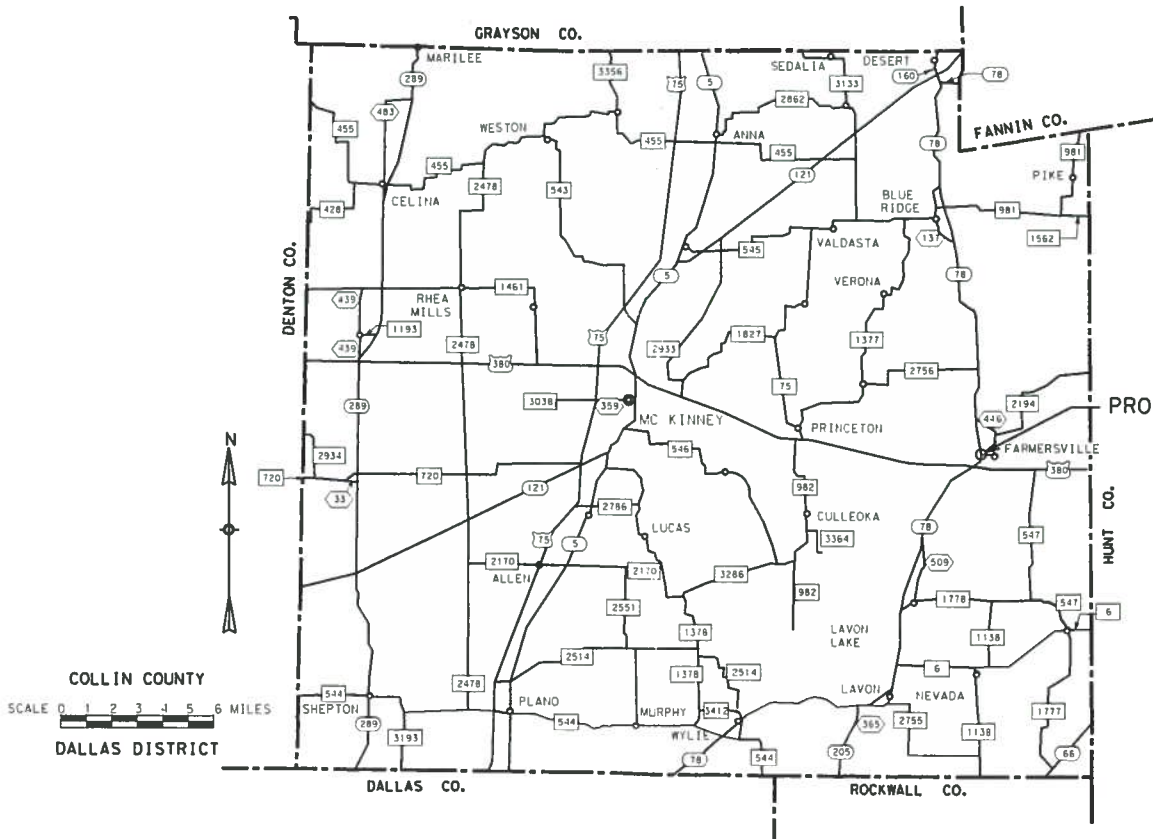 GRAYSON CO.
MARILEE
289
3356
75
5
SEDALIA
DESERT
160
78
3133
483
2862
455
WESTON
ANNA
FANNIN CO.
78
455
455
981
455
2478
121
543
PIKE
CELINA
BLUE
RIDGE
428
981
137
1562
545
VALDASTA
DENTON CO.
5
78
VERONA
1461
439
RHEA
MILLS
1193
75
1827
1377
439
2478
2933
380
75
2756
289
3038
359
MC KINNEY
446
2194
PRO
PRINCETON
N
546
FARMERSVILLE
2934
720
720
380
33
121
982
2786
LUCAS
CULLEOKA
78
547
75
5
3364
HUNT CO.
2170
2170
509
ALLEN
3286
982
1778
547
6
2551
1378
LAVON
LAKE
1138
2514
COLLIN COUNTY
1378
2514
6
544
2478
LAVON
NEVADA
SCALE 0 1 2 3 4 5 6 MILES
SHEPTON
PLANO
MURPHY
3412
289
544
WYLIE
365
2755
1777
DALLAS DISTRICT
3193
78
544
205
1138
66
DALLAS CO.
ROCKWALL CO.